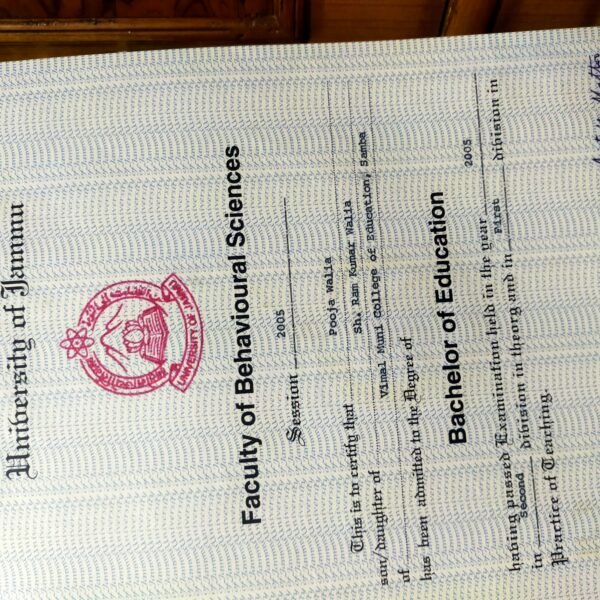 University of Jammu
UNIVERSITY OF JAMMU
Faculty of Behavioural Sciences
Session 2005
This is to certify that Pooja Walia
son/daughter of Sh. Ram Kumar Walia
of Vimal Muni College of Education, Samba
has been admitted to the Degree of
Bachelor of Education
having passed Examination held in the year 2005
in Second division in theory and in First division in
Practice of Teaching.